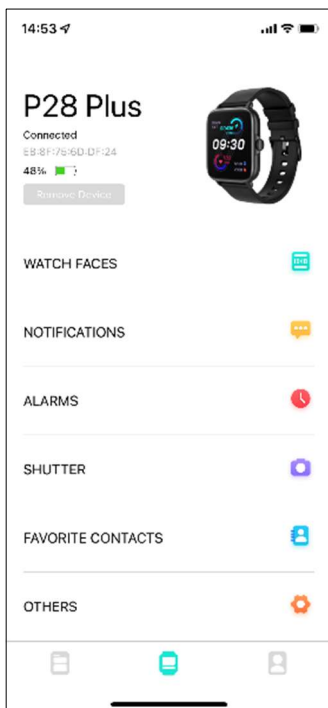 14:53
P28 Plus
Connected
EB:8F:75:6D:DF:24
48%
Remove Device
09:30
WATCH FACES
NOTIFICATIONS
ALARMS
SHUTTER
FAVORITE CONTACTS
OTHERS